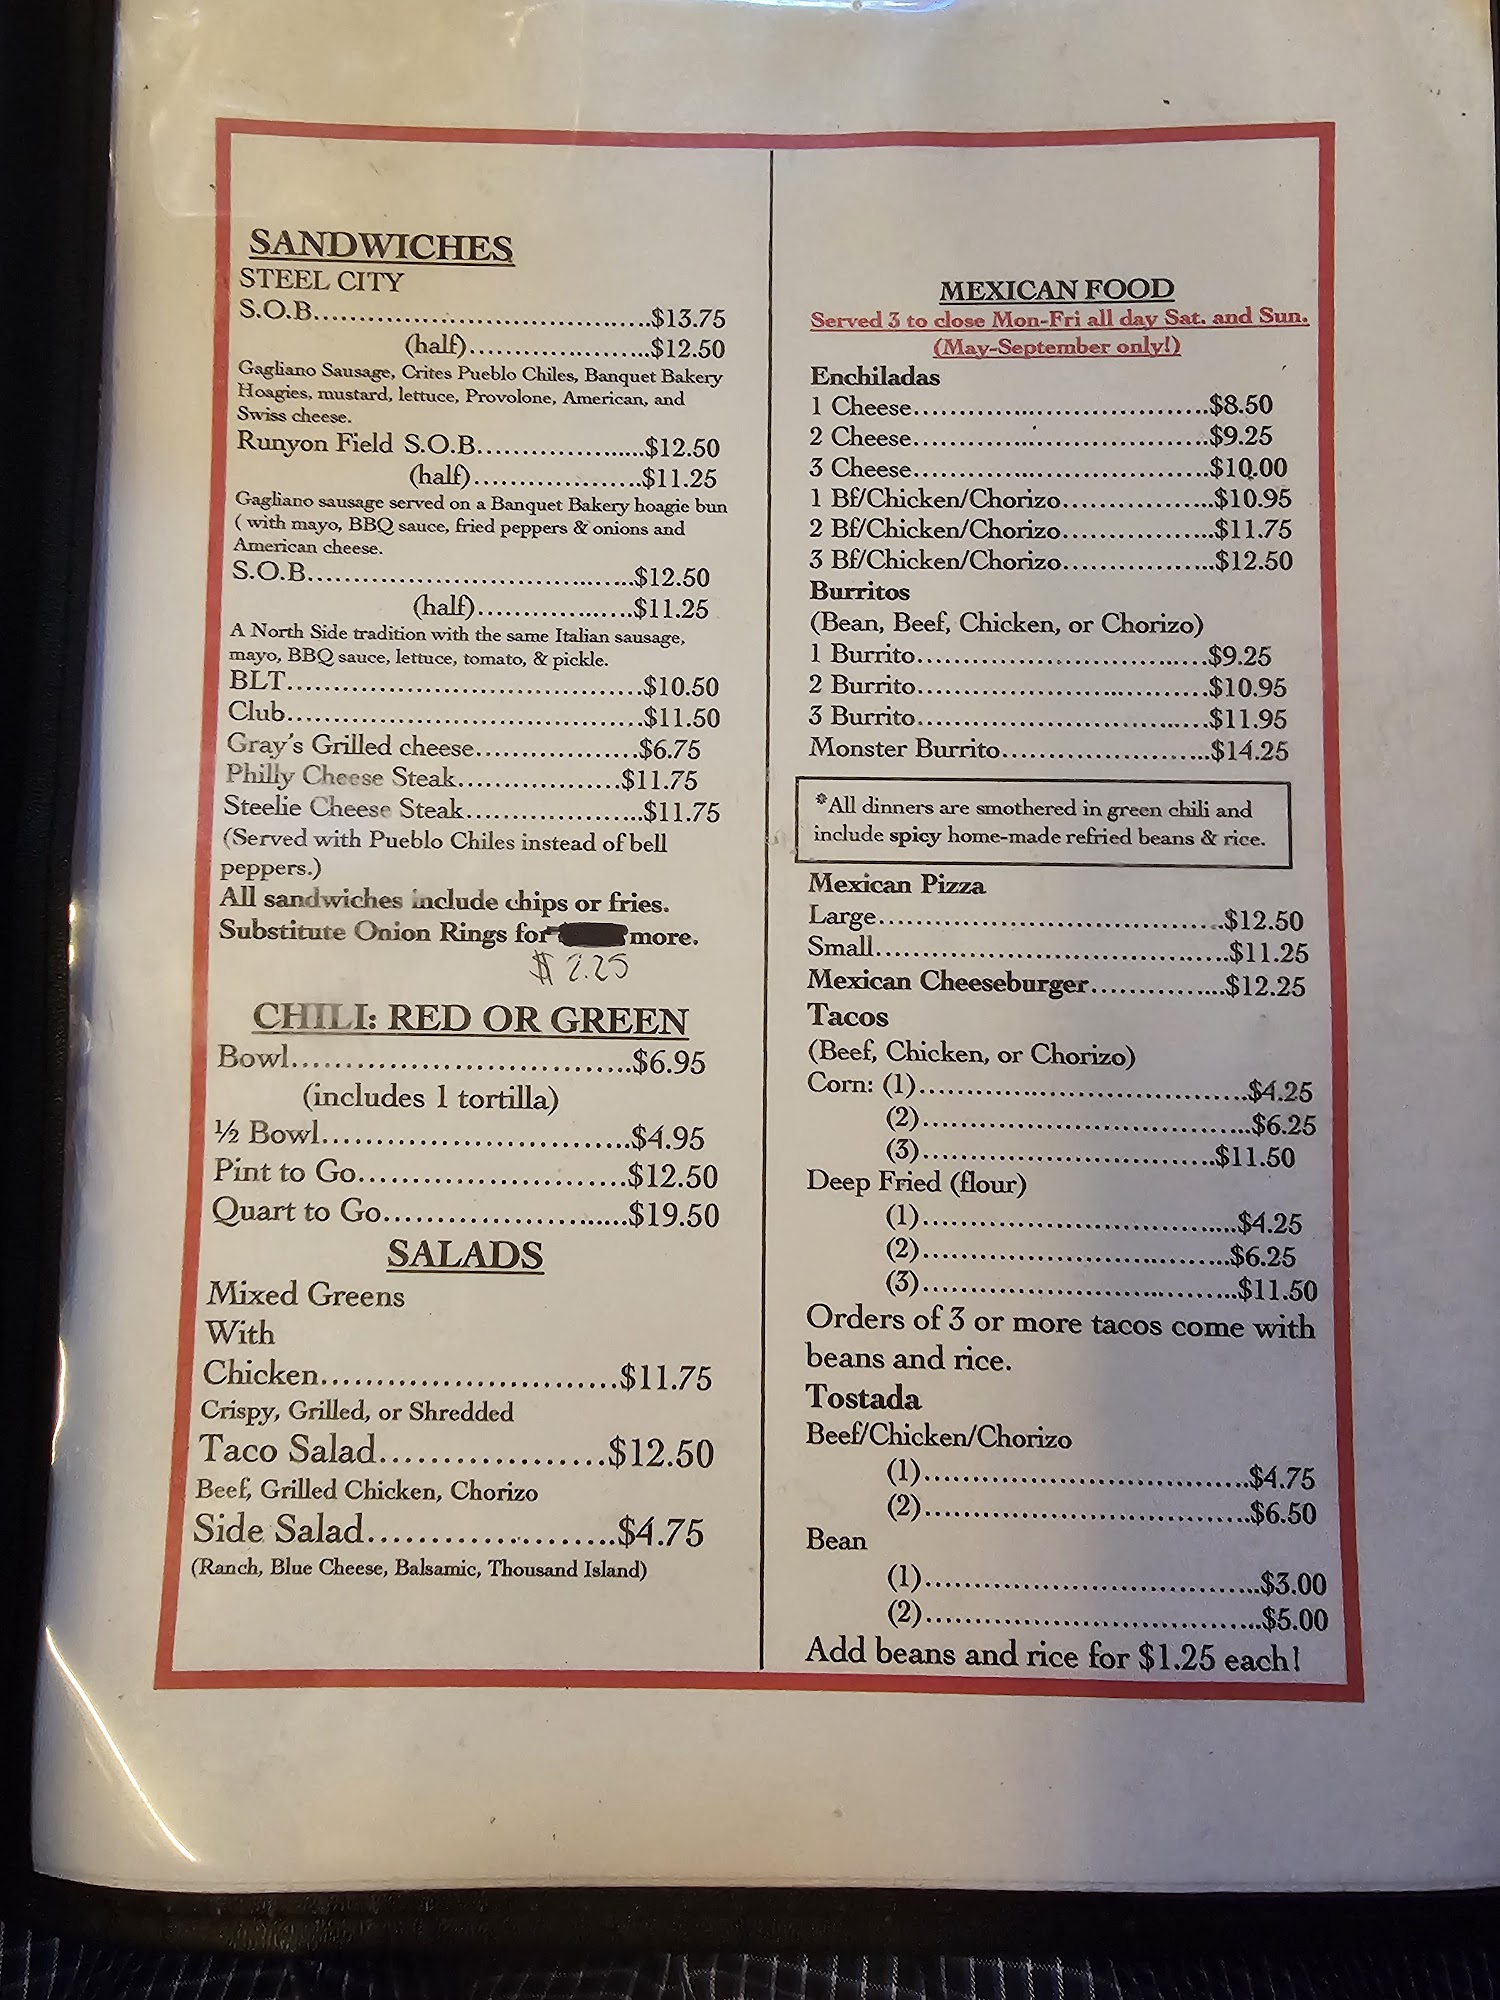 SANDWICHES
STEEL CITY
S.O.B.......................................$13.75
(half).....................$12.50
Gagliano Sausage, Crites Pueblo Chiles, Banquet Bakery
Hoagies, mustard, lettuce, Provolone, American, and
Swiss cheese.
Runyon Field S.O.B....................$12.50
(half)...................$11.25
Gagliano sausage served on a Banquet Bakery hoagie bun
( with mayo, BBQ sauce, fried peppers & onions and
American cheese.
S.O.B......................................$12.50
(half)..................$11.25
A North Side tradition with the same Italian sausage,
mayo, BBQ sauce, lettuce, tomato, & pickle.
BLT........................................$10.50
Club........................................$11.50
Gray's Grilled cheese..................$6.75
Philly Cheese Steak..................$11.75
Steelie Cheese Steak....................$11.75
(Served with Pueblo Chiles instead of bell
peppers.)
All sandwiches include chips or fries.
Substitute Onion Rings for more.
$ 2.25
CHILI: RED OR GREEN
Bowl..................................$6.95
(includes 1 tortilla)
½ Bowl...............................$4.95
Pint to Go...........................$12.50
Quart to Go.........................$19.50
SALADS
Mixed Greens
With
Chicken..............................$11.75
Crispy, Grilled, or Shredded
Taco Salad....................$12.50
Beef, Grilled Chicken, Chorizo
Side Salad......................$4.75
(Ranch, Blue Cheese, Balsamic, Thousand Island)
MEXICAN FOOD
Served 3 to close Mon-Fri all day Sat. and Sun.
(May-September only!)
Enchiladas
1 Cheese.................................$8.50
2 Cheese.................................$9.25
3 Cheese.................................$10.00
1 Bf/Chicken/Chorizo.................$10.95
2 Bf/Chicken/Chorizo.................$11.75
3 Bf/Chicken/Chorizo.................$12.50
Burritos
(Bean, Beef, Chicken, or Chorizo)
1 Burrito.................................$9.25
2 Burrito.................................$10.95
3 Burrito.................................$11.95
Monster Burrito.......................$14.25
*All dinners are smothered in green chili and
include spicy home-made refried beans & rice.
Mexican Pizza
Large.......................................$12.50
Small.......................................$11.25
Mexican Cheeseburger...............$12.25
Tacos
(Beef, Chicken, or Chorizo)
Corn: (1).....................................$4.25
(2).....................................$6.25
(3).................................$11.50
Deep Fried (flour)
(1)...................................$4.25
(2)..................................$6.25
(3)...................................$11.50
Orders of 3 or more tacos come with
beans and rice.
Tostada
Beef/Chicken/Chorizo
(1).....................................$4.75
(2).....................................$6.50
Bean
(1)......................................$3.00
(2)......................................$5.00
Add beans and rice for $1.25 each!